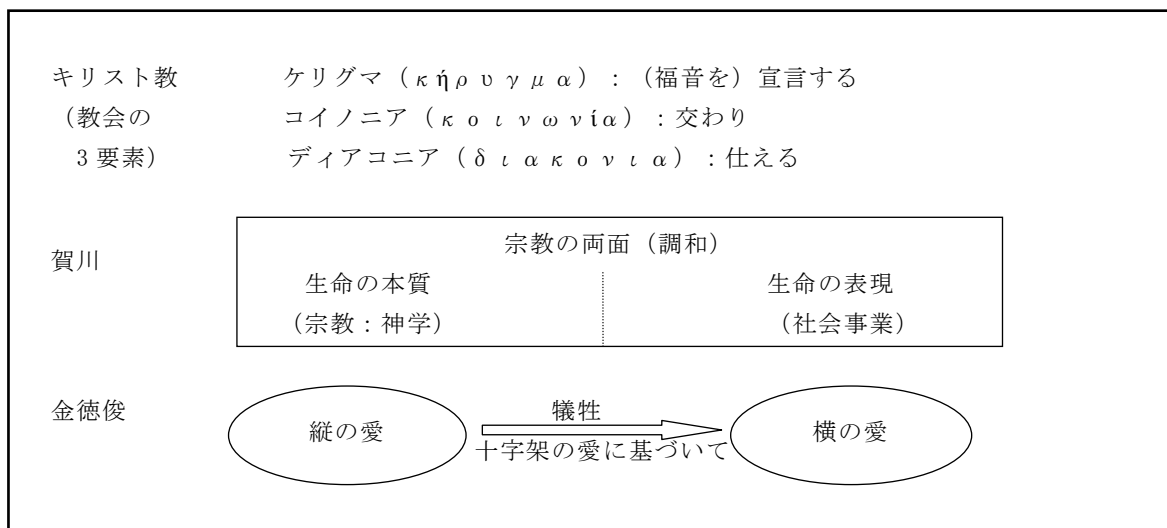 キリスト教 ケリグマ（κήρυγμα）：（福音を）宣言する
（教会の コイノニア（κοινωνία）：交わり
3要素） ディアコニア（διακονια）：仕える
賀川
宗教の両面（調和）
生命の本質 生命の表現
（宗教：神学） （社会事業）
金徳俊
縦の愛
犠牲
十字架の愛に基づいて
横の愛